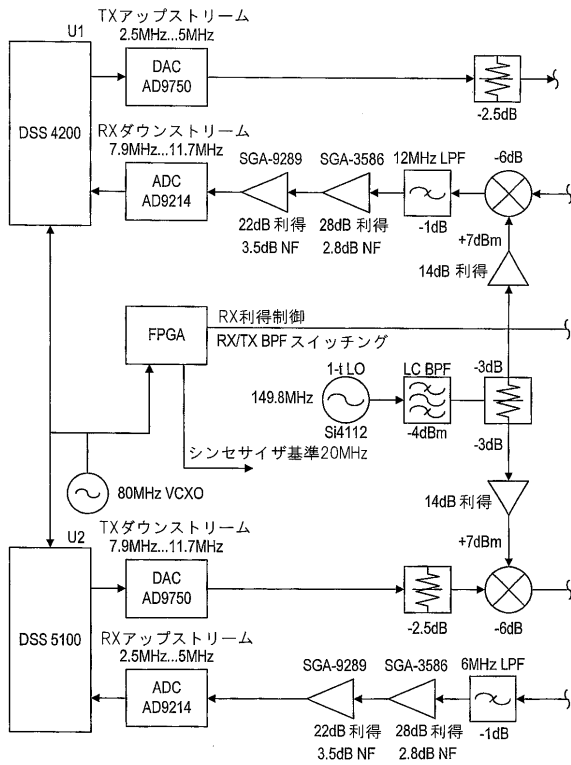 TXアップストリーム
2.5MHz...5MHz
U1
DSS 4200
DAC
AD9750
-2.5dB
RXダウンストリーム
7.9MHz...11.7MHz
ADC
AD9214
SGA-9289
22dB 利得
3.5dB NF
SGA-3586
28dB 利得
2.8dB NF
12MHz LPF
-1dB
-6dB
+7dBm
14dB 利得
FPGA
RX利得制御
RX/TX BPF スイッチング
1-t LO
149.8MHz
Si4112
LC BPF
-4dBm
-3dB
-3dB
シンセサイザ基準20MHz
80MHz VCXO
14dB 利得
+7dBm
U2
DSS 5100
TXダウンストリーム
7.9MHz...11.7MHz
DAC
AD9750
-2.5dB
-6dB
RXアップストリーム
2.5MHz...5MHz
ADC
AD9214
SGA-9289
22dB 利得
3.5dB NF
SGA-3586
28dB 利得
2.8dB NF
6MHz LPF
-1dB